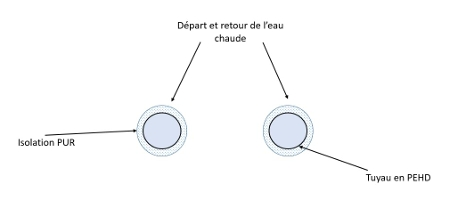 Départ et retour de l'eau
chaude
Isolation PUR
Tuyau en PEHD